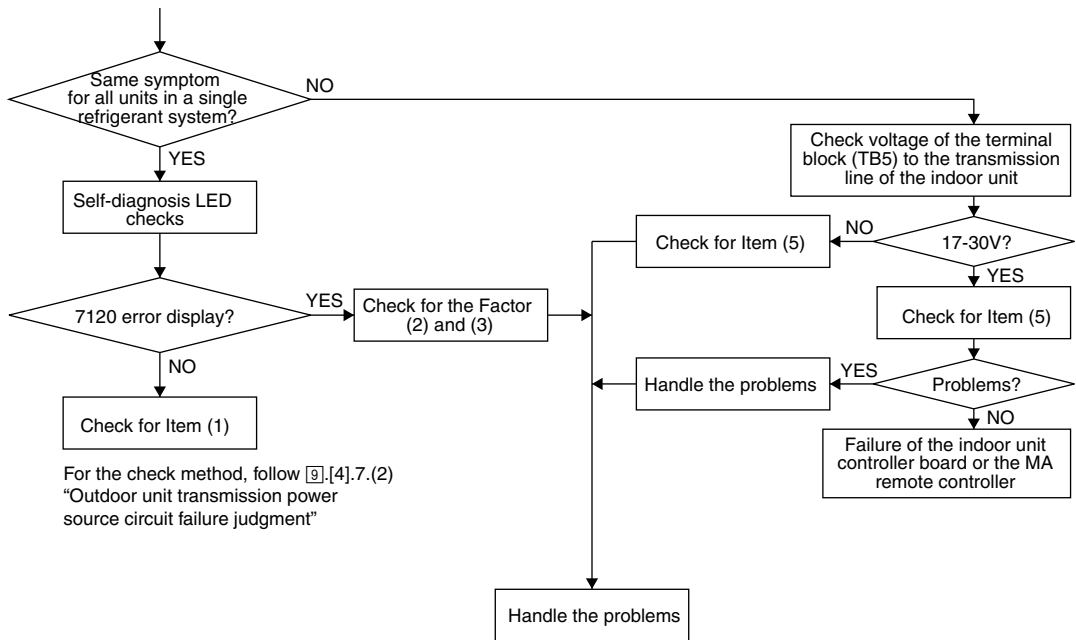 Same symptom
for all units in a single
refrigerant system?
NO
YES
Self-diagnosis LED
checks
7120 error display?
YES
Check for the Factor
(2) and (3)
NO
Check for Item (1)
For the check method, follow 9.[4].7.(2)
“Outdoor unit transmission power
source circuit failure judgment”
Check voltage of the terminal
block (TB5) to the transmission
line of the indoor unit
17-30V?
NO
Check for Item (5)
YES
Check for Item (5)
Problems?
YES
Handle the problems
NO
Failure of the indoor unit
controller board or the MA
remote controller
Handle the problems